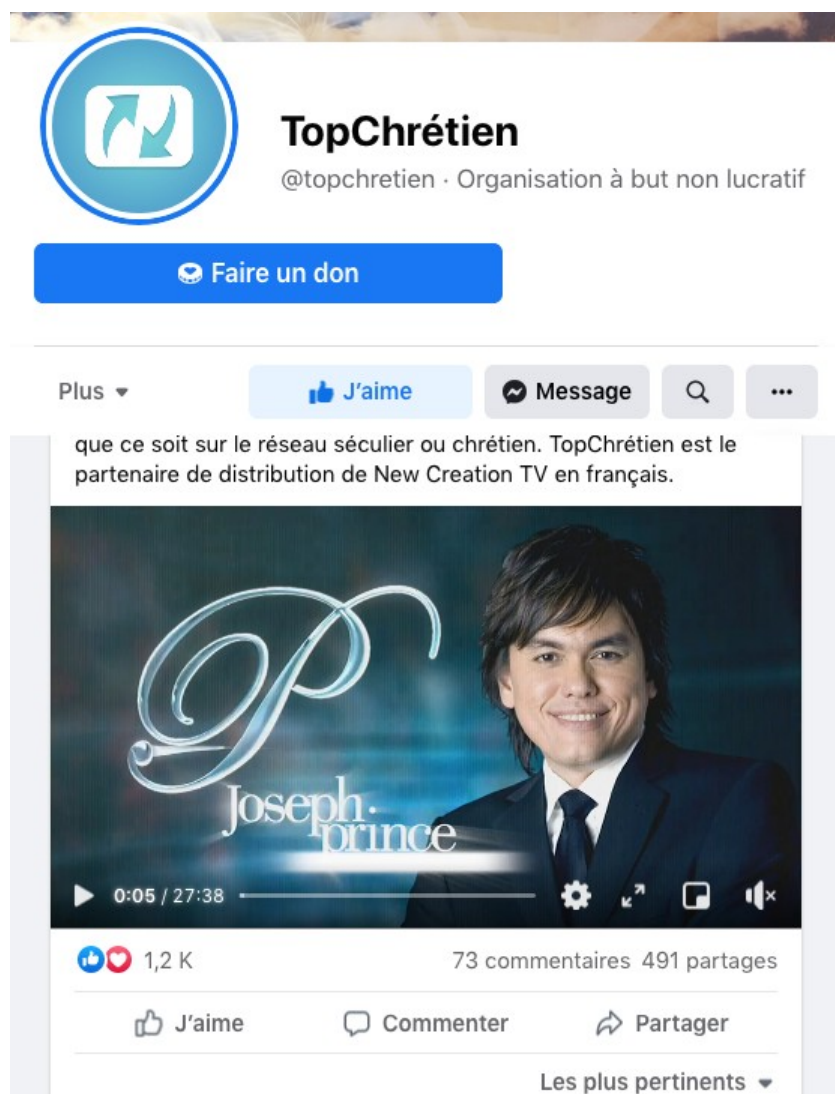 TopChrétien
@topchretien · Organisation à but non lucratif
Faire un don
Plus
J'aime
Message
que ce soit sur le réseau séculier ou chrétien. TopChrétien est le
partenaire de distribution de New Creation TV en français.
P
Joseph
prince
0:05 / 27:38
1,2 K
73 commentaires 491 partages
J'aime
Commenter
Partager
Les plus pertinents